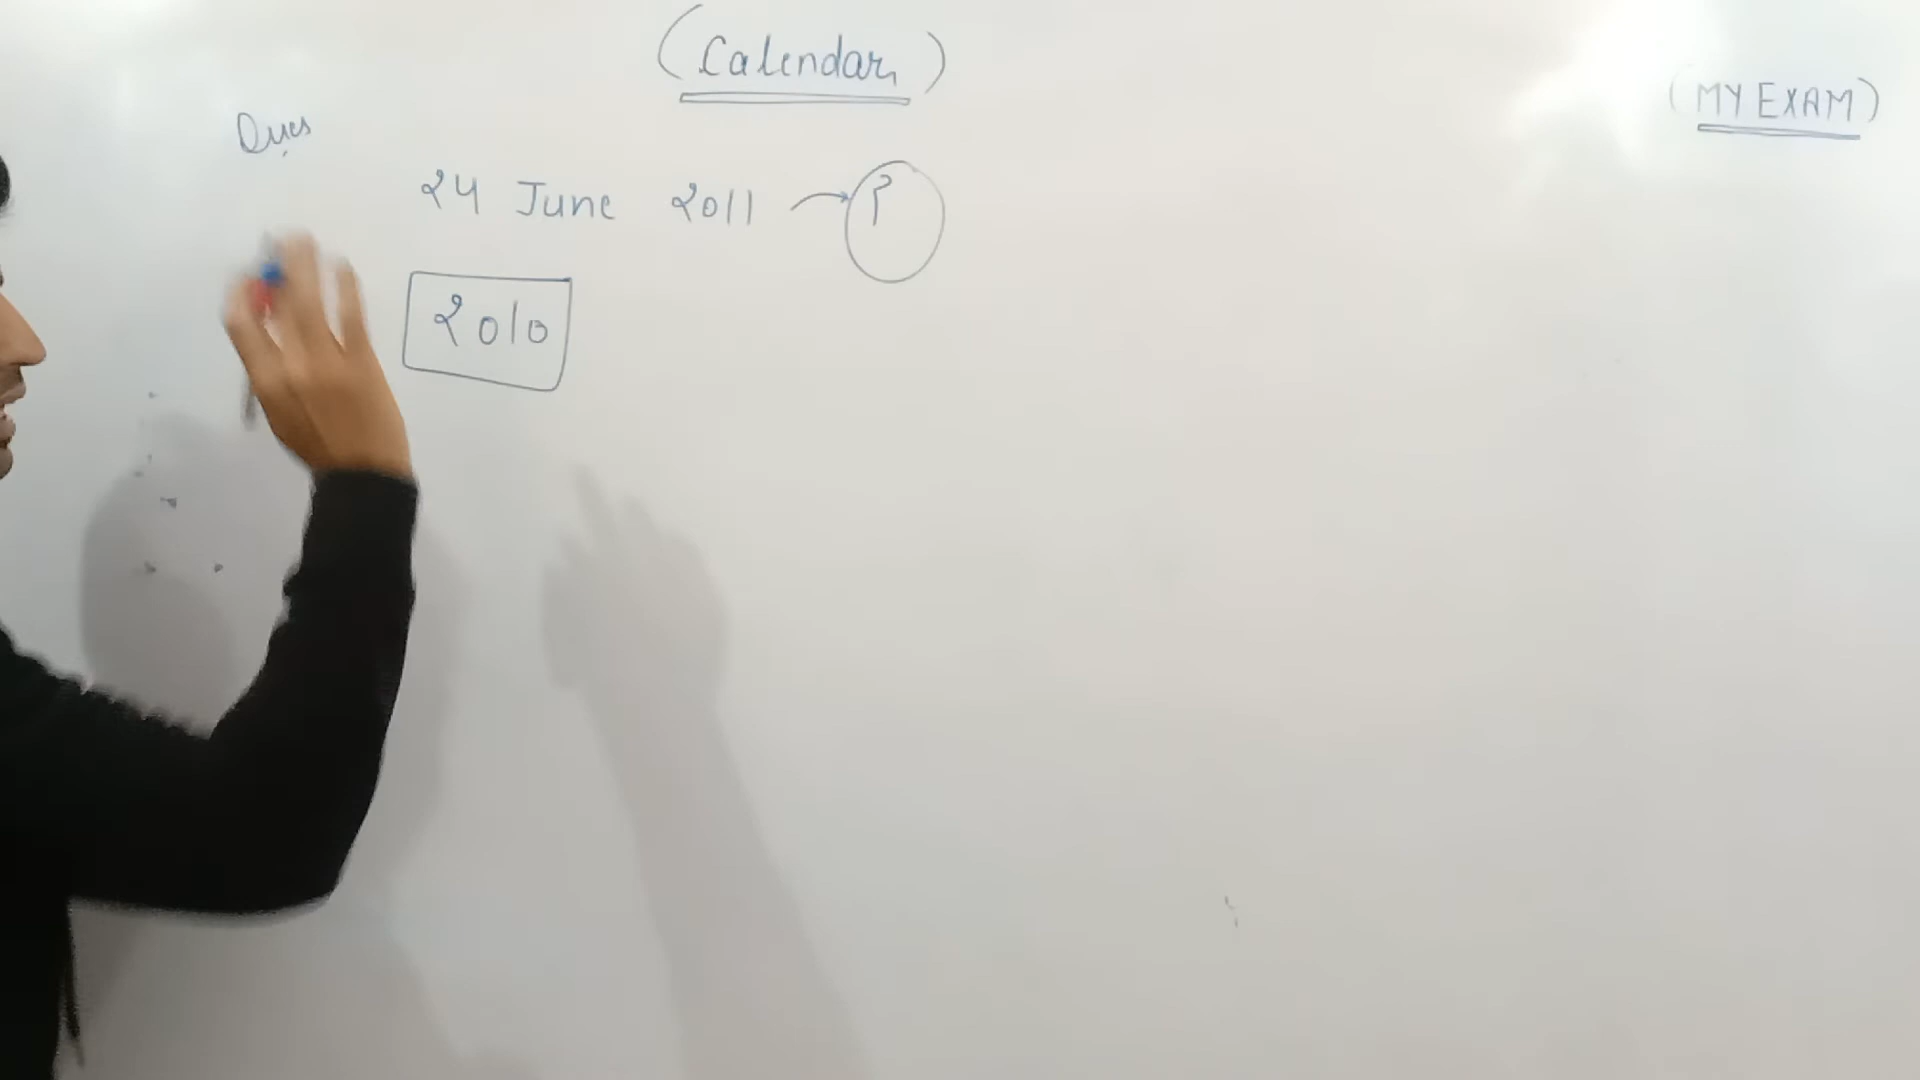 (Calendar)
(MY EXAM)
Ques
24 June 2011 → ?
2010